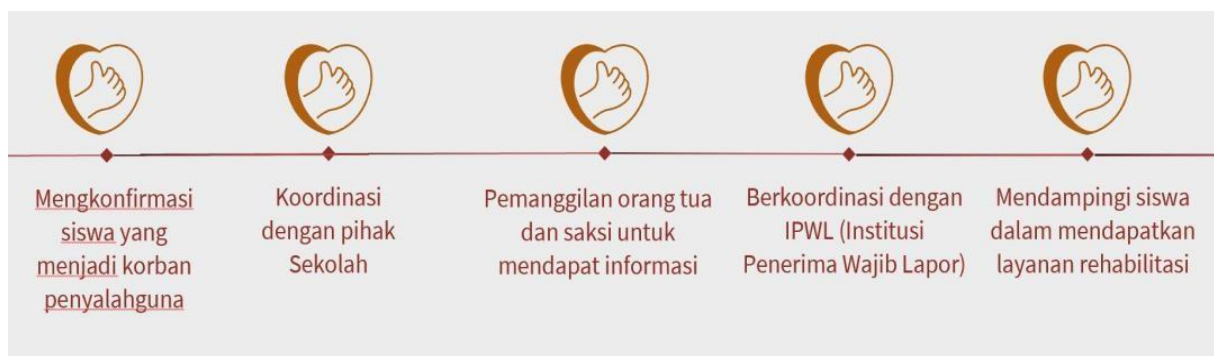 Mengkonfirmasi
siswa yang
menjadi korban
penyalahguna
Koordinasi
dengan pihak
Sekolah
Pemanggilan orang tua
dan saksi untuk
mendapat informasi
Berkoordinasi dengan
IPWL (Institusi
Penerima Wajib Lapor)
Mendampingi siswa
dalam mendapatkan
layanan rehabilitasi